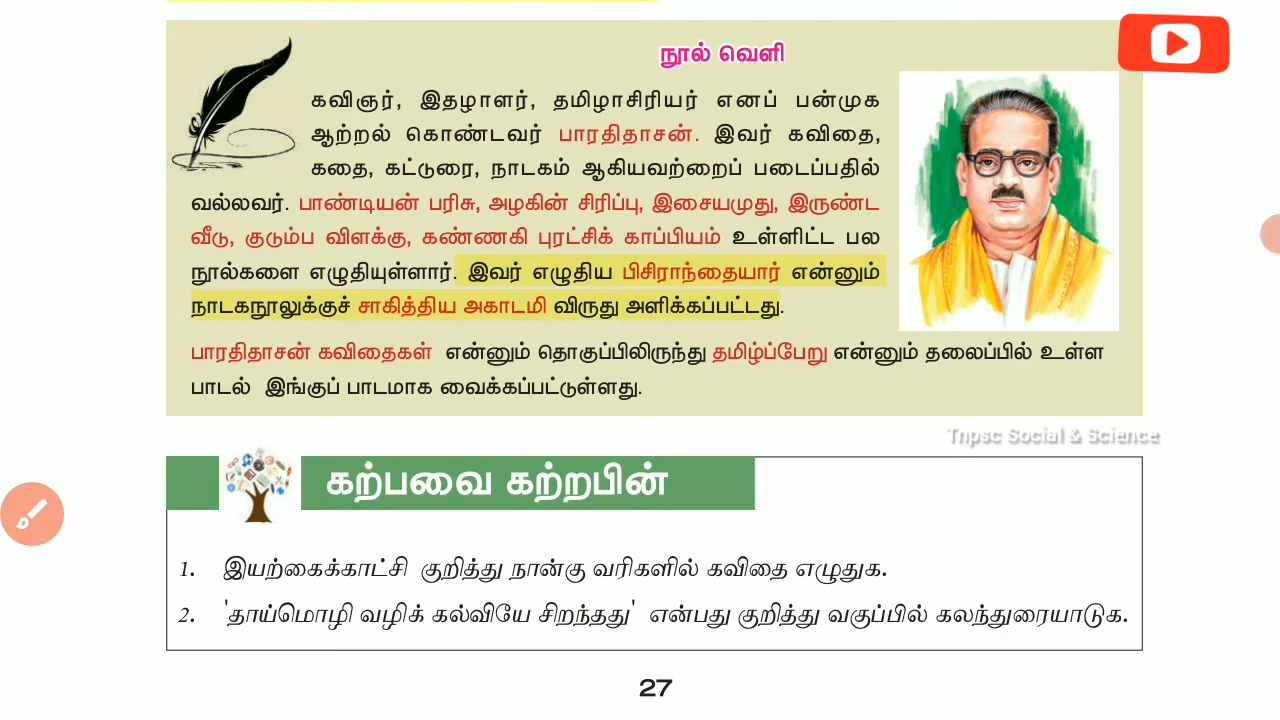 நூல் வெளி
கவிஞர், இதழாளர், தமிழாசிரியர் எனப் பன்முக
ஆற்றல் கொண்டவர் பாரதிதாசன். இவர் கவிதை,
கதை, கட்டுரை, நாடகம் ஆகியவற்றைப் படைப்பதில்
வல்லவர். பாண்டியன் பரிசு, அழகின் சிரிப்பு, இசையமுது, இருண்ட
வீடு, குடும்ப விளக்கு, கண்ணகி புரட்சிக் காப்பியம் உள்ளிட்ட பல
நூல்களை எழுதியுள்ளார். இவர் எழுதிய பிசிராந்தையார் என்னும்
நாடகநூலுக்குச் சாகித்திய அகாடமி விருது அளிக்கப்பட்டது.
பாரதிதாசன் கவிதைகள் என்னும் தொகுப்பிலிருந்து தமிழ்ப்பேறு என்னும் தலைப்பில் உள்ள
பாடல் இங்குப் பாடமாக வைக்கப்பட்டுள்ளது.
Tnpsc Social & Science
கற்பவை கற்றபின்
1. இயற்கைக்காட்சி குறித்து நான்கு வரிகளில் கவிதை எழுதுக.
2. 'தாய்மொழி வழிக் கல்வியே சிறந்தது' என்பது குறித்து வகுப்பில் கலந்துரையாடுக.
27